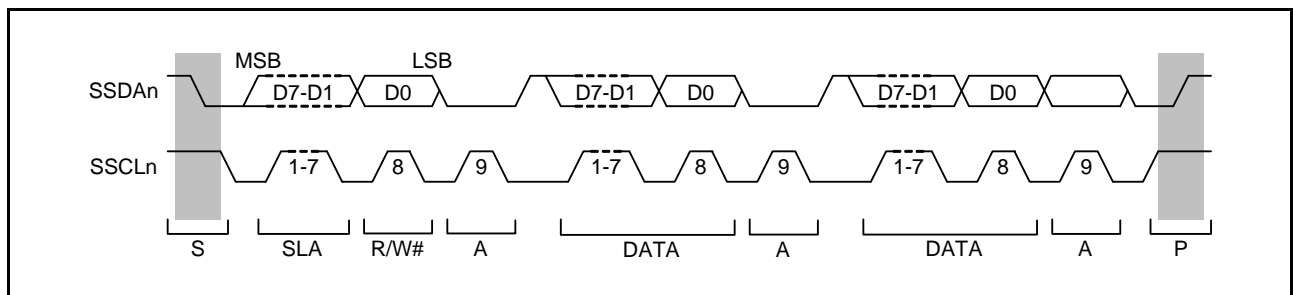 MSB LSB
SSDAn D7-D1 D0 D7-D1 D0 D7-D1 D0
SSCLn 1-7 8 9 1-7 8 9 1-7 8 9
S SLA R/W# A DATA A DATA A P